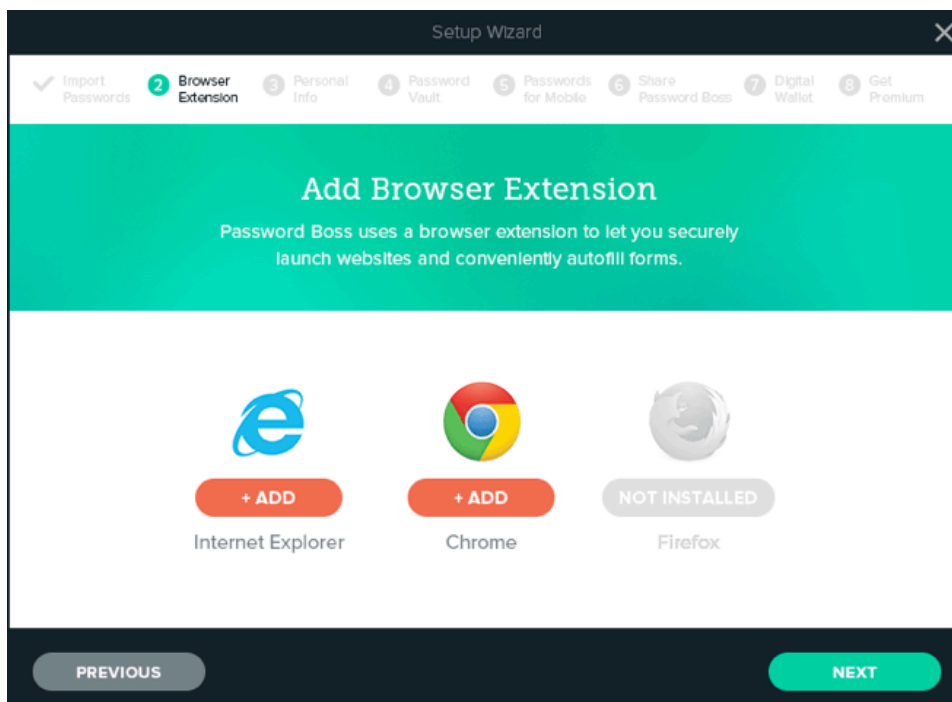 Setup Wizard
Import Passwords
2 Browser Extension
3 Personal Info
4 Password Vault
5 Passwords for Mobile
6 Share Password Boss
7 Digital Wallet
8 Get Premium
Add Browser Extension
Password Boss uses a browser extension to let you securely
launch websites and conveniently autofill forms.
+ ADD
Internet Explorer
+ ADD
Chrome
NOT INSTALLED
Firefox
PREVIOUS
NEXT